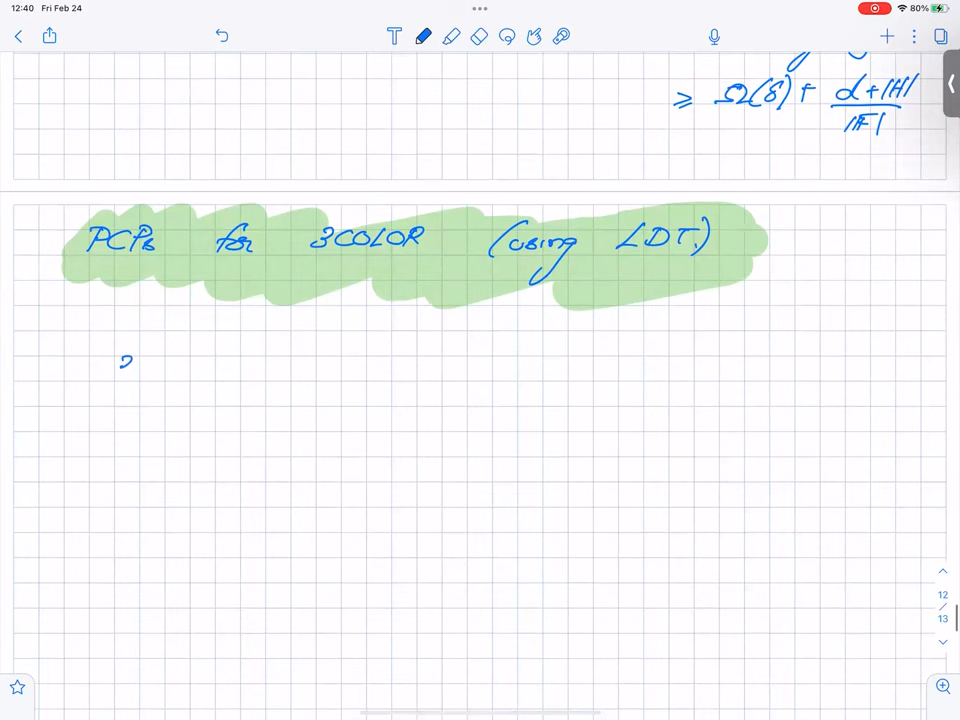 12:40 Fri Feb 24
80%
≥ Ω(δ) + (d+|H|)/|F|
PCPs for 3COLOR (using LDT.)
12
/
13